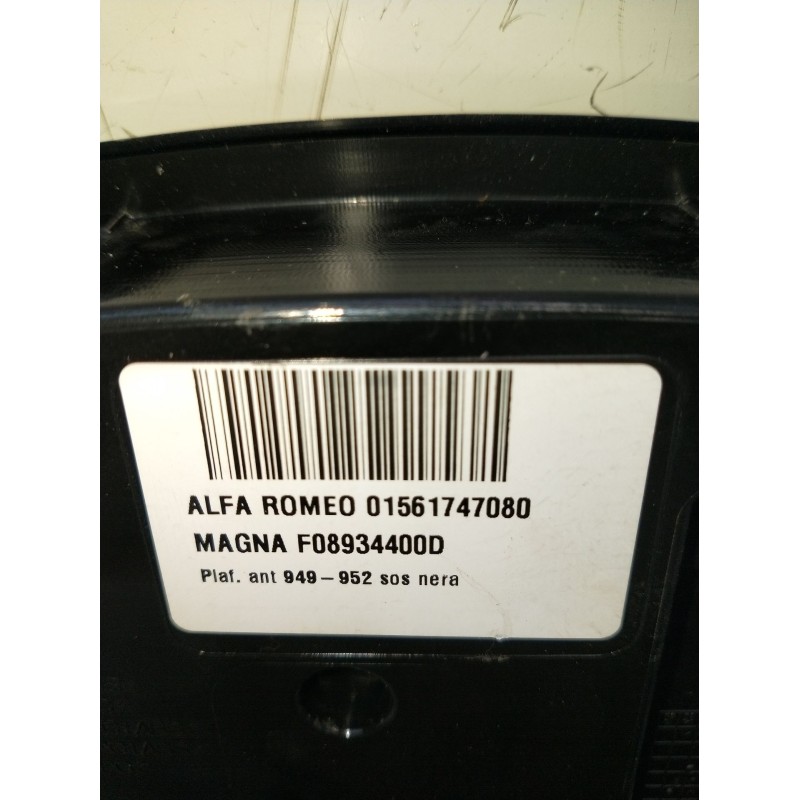 ALFA ROMEO 01561747080
MAGNA F08934400D
Plaf. ant 949-952 sos nera